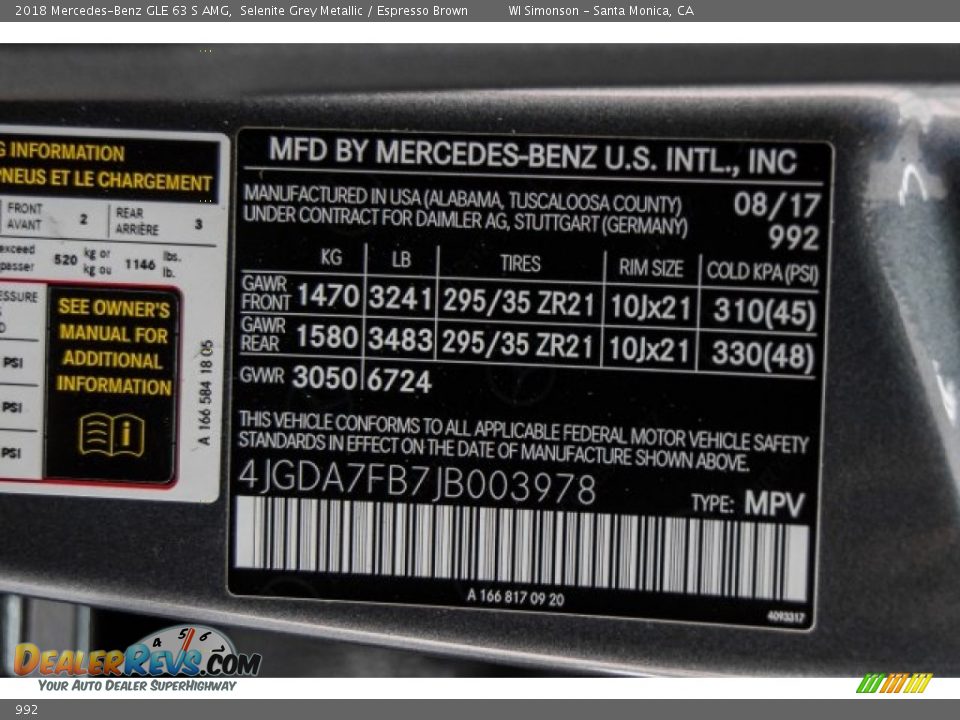 2018 Mercedes-Benz GLE 63 S AMG, Selenite Grey Metallic / Espresso Brown WI Simonson - Santa Monica, CA
G INFORMATION
PNEUS ET LE CHARGEMENT
FRONT
AVANT
2
REAR
ARRIÈRE
3
exceed
passer
520
kg or
kg ou
1146
lbs.
lb.
PSI
PSI
PSI
SEE OWNER'S
MANUAL FOR
ADDITIONAL
INFORMATION
i
A 166 584 18 05
MFD BY MERCEDES-BENZ U.S. INTL., INC
MANUFACTURED IN USA (ALABAMA, TUSCALOOSA COUNTY)
UNDER CONTRACT FOR DAIMLER AG, STUTTGART (GERMANY)
08/17
992
KG LB TIRES RIM SIZE COLD KPA (PSI)
GAWR
FRONT 1470 3241 295/35 ZR21 10Jx21 310(45)
GAWR
REAR 1580 3483 295/35 ZR21 10Jx21 330(48)
GVWR 3050 6724
THIS VEHICLE CONFORMS TO ALL APPLICABLE FEDERAL MOTOR VEHICLE SAFETY
STANDARDS IN EFFECT ON THE DATE OF MANUFACTURE SHOWN ABOVE.
4JGDA7FB7JB003978
TYPE: MPV
A 166 817 09 20
4093317
4 5 6
DEALERREVS.COM
YOUR AUTO DEALER SUPERHIGHWAY
992